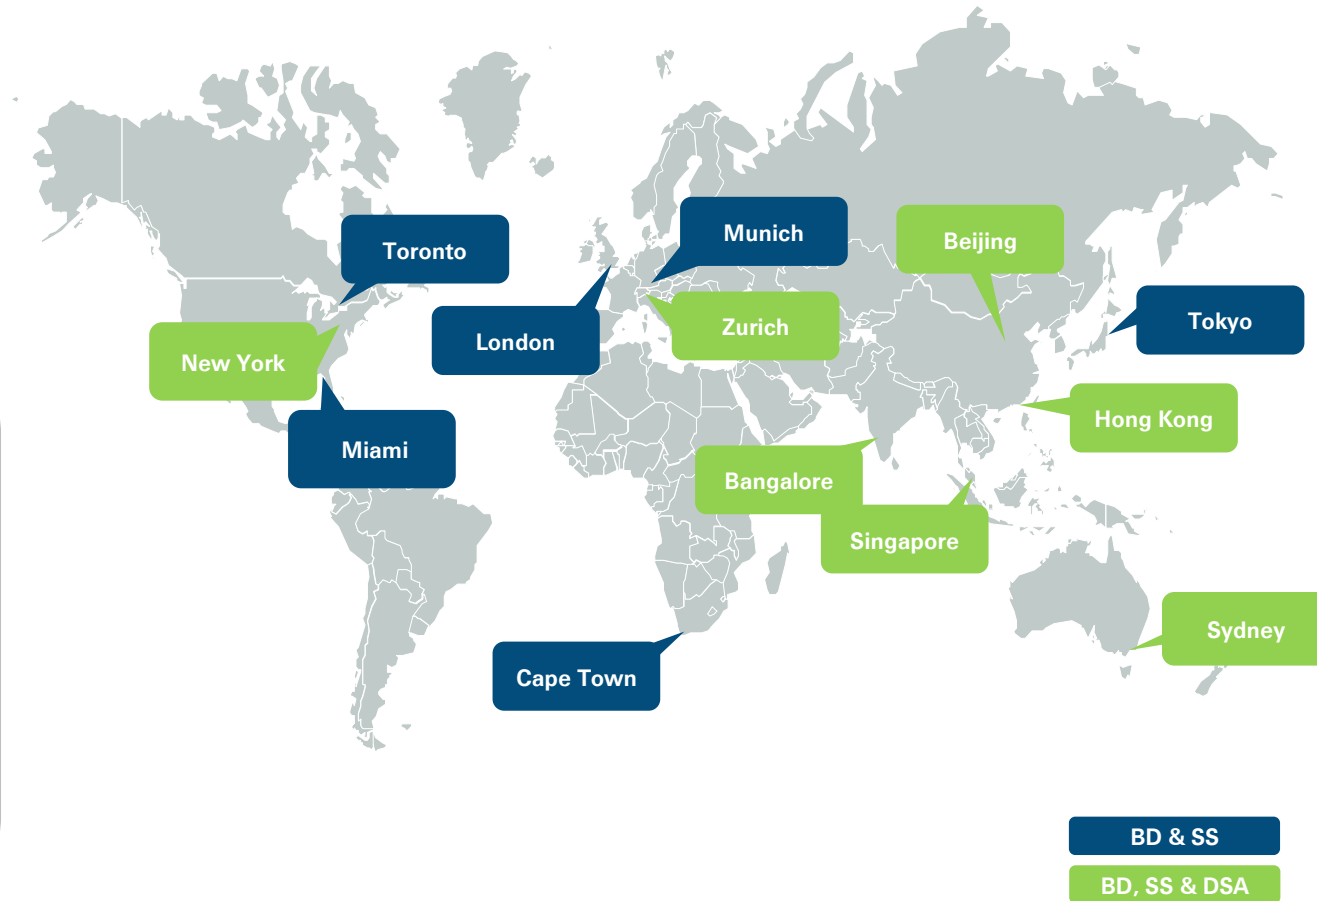 Munich
Beijing
Toronto
Tokyo
Zurich
London
New York
Hong Kong
Miami
Bangalore
Singapore
Sydney
Cape Town
BD & SS
BD, SS & DSA